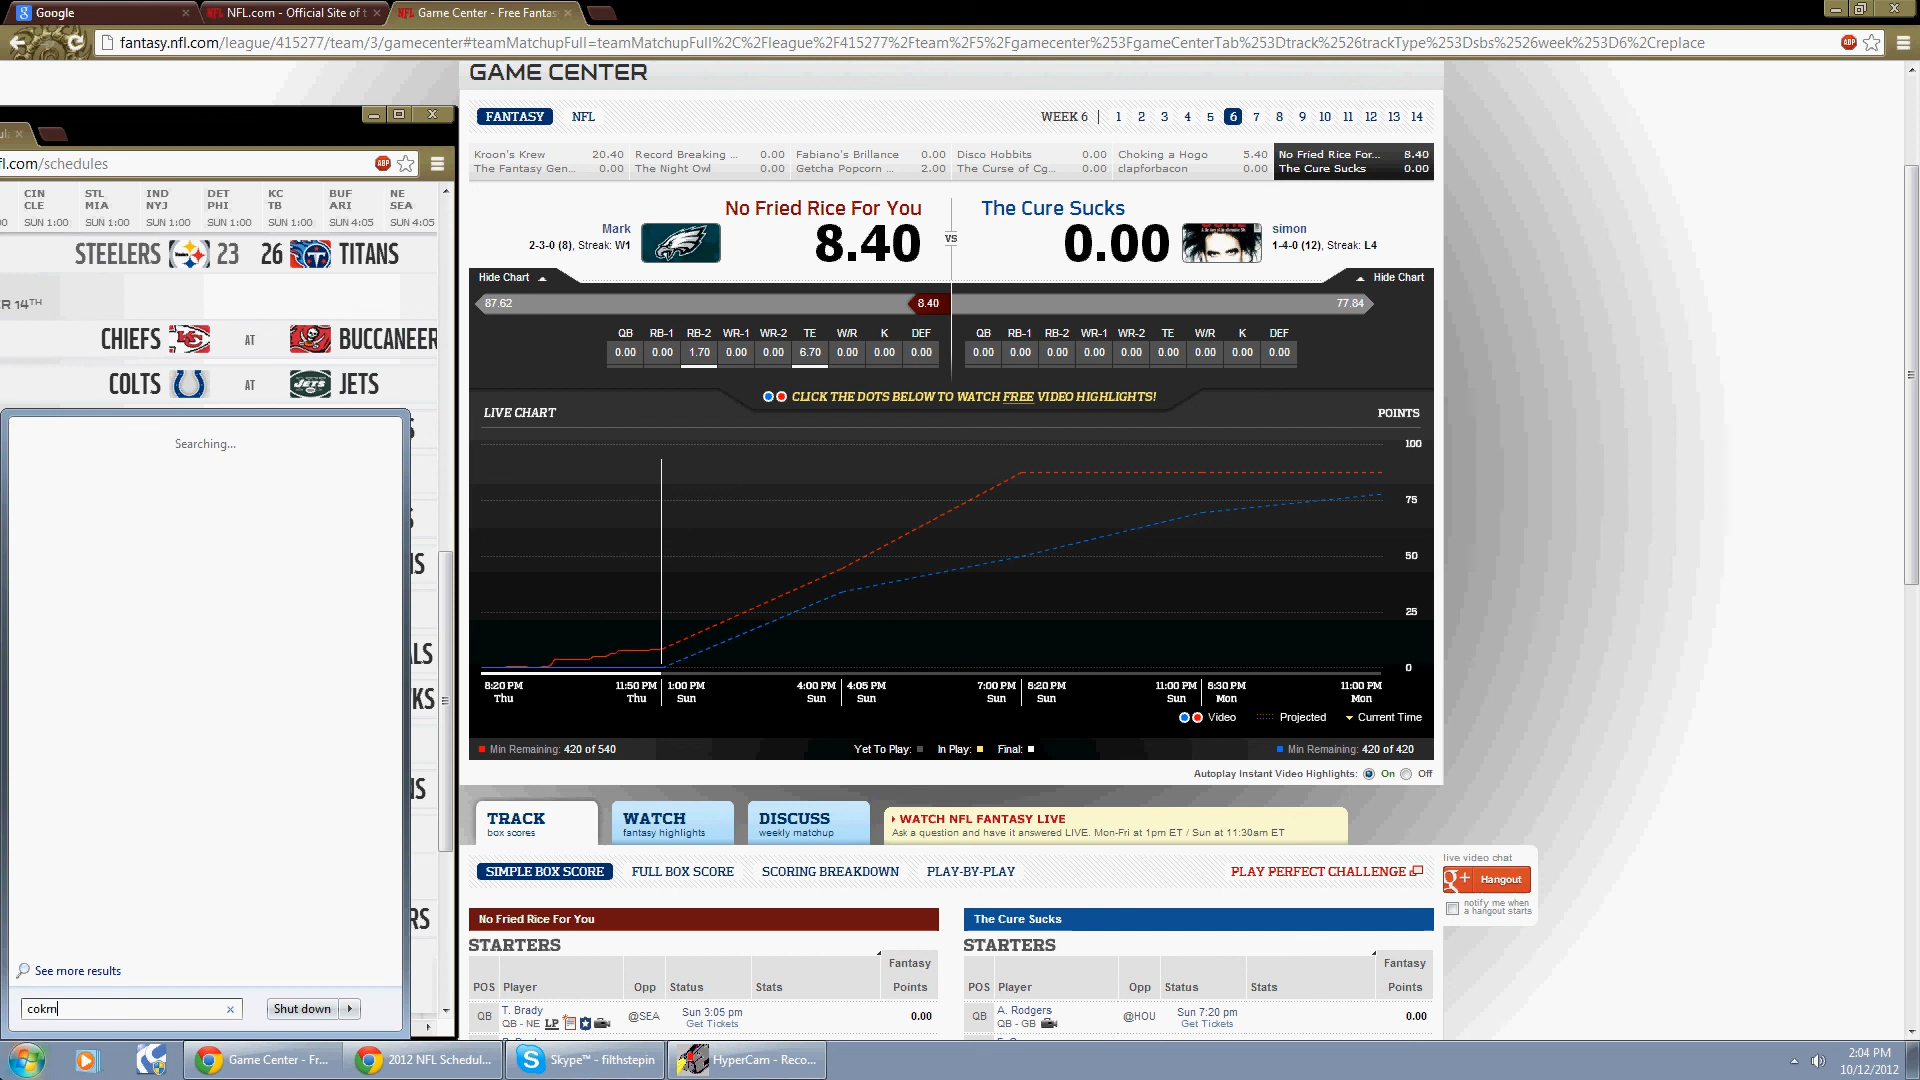 Google
NFL.com - Official Site of t
Game Center - Free Fantas
fantasy.nfl.com/league/415277/team/3/gamecenter#teamMatchupFull=teamMatchupFull%2C%2Fleague%2F415277%2Fteam%2F5%2Fgamecenter%253FgameCenterTab%253Dtrack%2526trackType%253Dsbs%2526week%253D6%2Creplace
ABP
GAME CENTER
FANTASY NFL
WEEK 6 | 1 2 3 4 5 6 7 8 9 10 11 12 13 14
Kroon's Krew 20.40 Record Breaking ... 0.00 Fabiano's Brillance 0.00 Disco Hobbits 0.00 Choking a Hogo 5.40 No Fried Rice For... 8.40
The Fantasy Gen... 0.00 The Night Owl 0.00 Getcha Popcorn ... 2.00 The Curse of Cg... 0.00 clapforbacon 0.00 The Cure Sucks 0.00
fl.com/schedules
ABP
CIN STL IND DET KC BUF NE
CLE MIA NYJ PHI TB ARI SEA
SUN 1:00 SUN 1:00 SUN 1:00 SUN 1:00 SUN 1:00 SUN 4:05 SUN 4:05
STEELERS 23 26 TITANS
R 14TH
CHIEFS AT BUCCANEER
COLTS AT JETS
S
S
NS
LS
KS
NS
RS
Searching...
See more results
cokm
Shut down
No Fried Rice For You
The Cure Sucks
Mark
2-3-0 (8), Streak: W1
8.40
VS
0.00
simon
1-4-0 (12), Streak: L4
Hide Chart
Hide Chart
87.62 8.40 77.84
QB RB-1 RB-2 WR-1 WR-2 TE W/R K DEF QB RB-1 RB-2 WR-1 WR-2 TE W/R K DEF
0.00 0.00 1.70 0.00 0.00 6.70 0.00 0.00 0.00 0.00 0.00 0.00 0.00 0.00 0.00 0.00 0.00 0.00
CLICK THE DOTS BELOW TO WATCH FREE VIDEO HIGHLIGHTS!
LIVE CHART
POINTS
100
75
50
25
0
8:20 PM 11:50 PM 1:00 PM 4:00 PM 4:05 PM 7:00 PM 8:20 PM 11:00 PM 8:30 PM 11:00 PM
Thu Thu Sun Sun Sun Sun Sun Sun Mon Mon
Video Projected Current Time
Min Remaining: 420 of 540
Yet To Play: In Play: Final:
Min Remaining: 420 of 420
Autoplay Instant Video Highlights: On Off
TRACK
box scores
WATCH
fantasy highlights
DISCUSS
weekly matchup
WATCH NFL FANTASY LIVE
Ask a question and have it answered LIVE. Mon-Fri at 1pm ET / Sun at 11:30am ET
SIMPLE BOX SCORE FULL BOX SCORE SCORING BREAKDOWN PLAY-BY-PLAY PLAY PERFECT CHALLENGE
live video chat
g+ Hangout
notify me when
a hangout starts
No Fried Rice For You
STARTERS
Fantasy
POS Player Opp Status Stats Points
QB T. Brady @SEA Sun 3:05 pm 0.00
QB - NE LP Get Tickets
The Cure Sucks
STARTERS
Fantasy
POS Player Opp Status Stats Points
QB A. Rodgers @HOU Sun 7:20 pm 0.00
QB - GB Get Tickets
Game Center - Fr...
2012 NFL Schedul...
Skype™ - filthstepin
HyperCam - Reco...
2:04 PM
10/12/2012